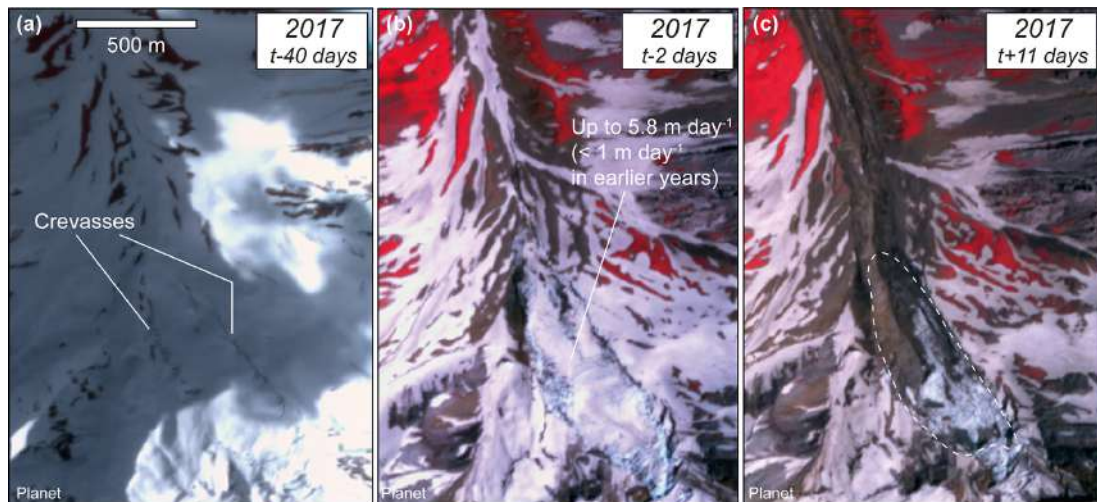 (a)
500 m
2017
t-40 days
Crevasses
Planet
(b)
2017
t-2 days
Up to 5.8 m day⁻¹
(< 1 m day⁻¹
in earlier years)
Planet
(c)
2017
t+11 days
Planet